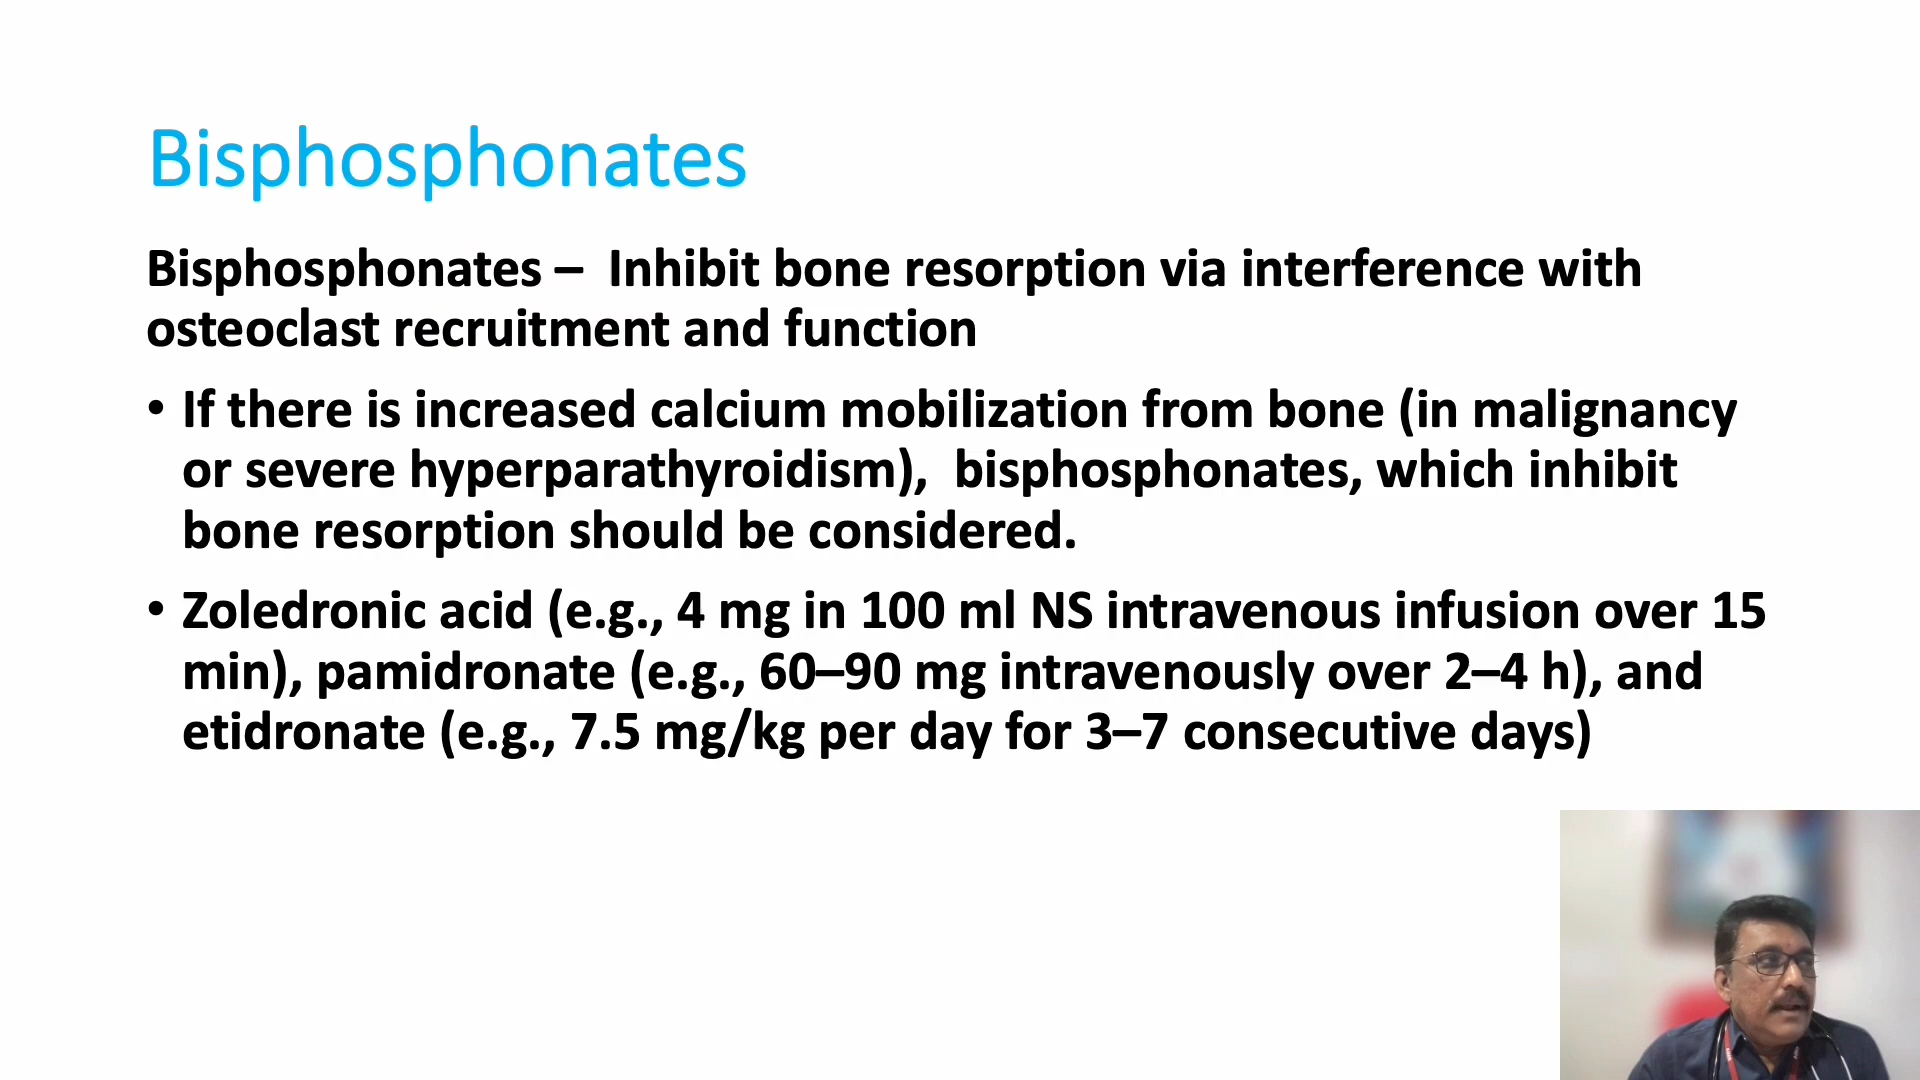 Bisphosphonates
Bisphosphonates –  Inhibit bone resorption via interference with
osteoclast recruitment and function
• If there is increased calcium mobilization from bone (in malignancy
or severe hyperparathyroidism),  bisphosphonates, which inhibit
bone resorption should be considered.
• Zoledronic acid (e.g., 4 mg in 100 ml NS intravenous infusion over 15
min), pamidronate (e.g., 60–90 mg intravenously over 2–4 h), and
etidronate (e.g., 7.5 mg/kg per day for 3–7 consecutive days)